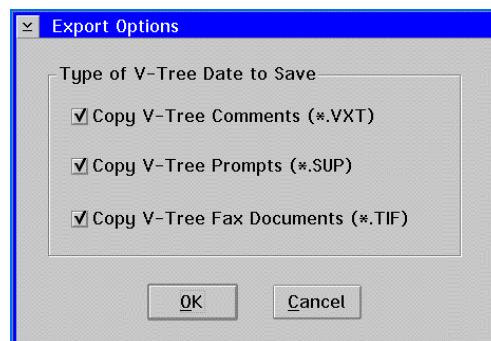 Export Options
Type of V-Tree Date to Save
Copy V-Tree Comments (*.VXT)
Copy V-Tree Prompts (*.SUP)
Copy V-Tree Fax Documents (*.TIF)
OK
Cancel